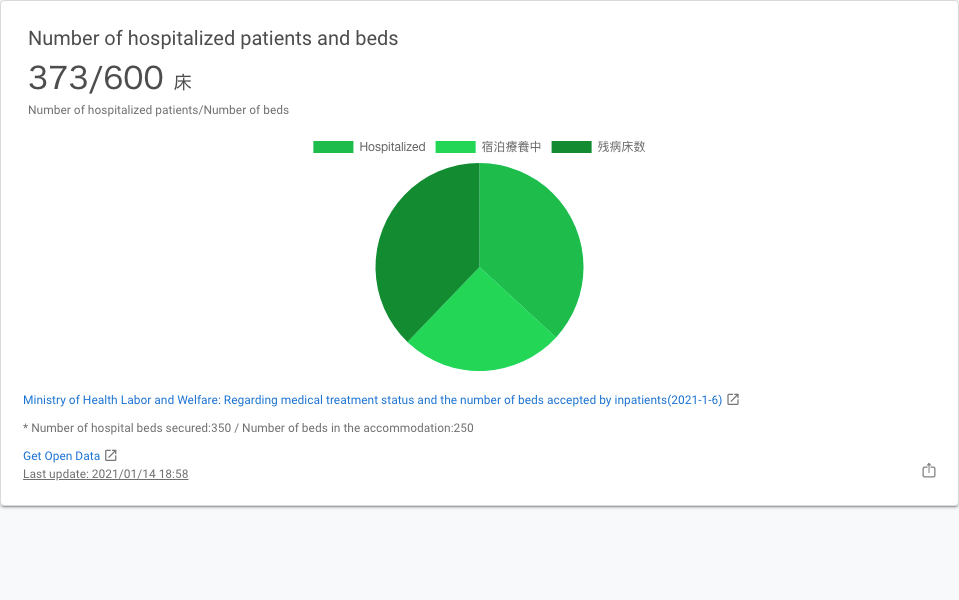 Number of hospitalized patients and beds
373/600 床
Number of hospitalized patients/Number of beds
Hospitalized 宿泊療養中 残病床数
Ministry of Health Labor and Welfare: Regarding medical treatment status and the number of beds accepted by inpatients(2021-1-6)
* Number of hospital beds secured:350 / Number of beds in the accommodation:250
Get Open Data
Last update: 2021/01/14 18:58